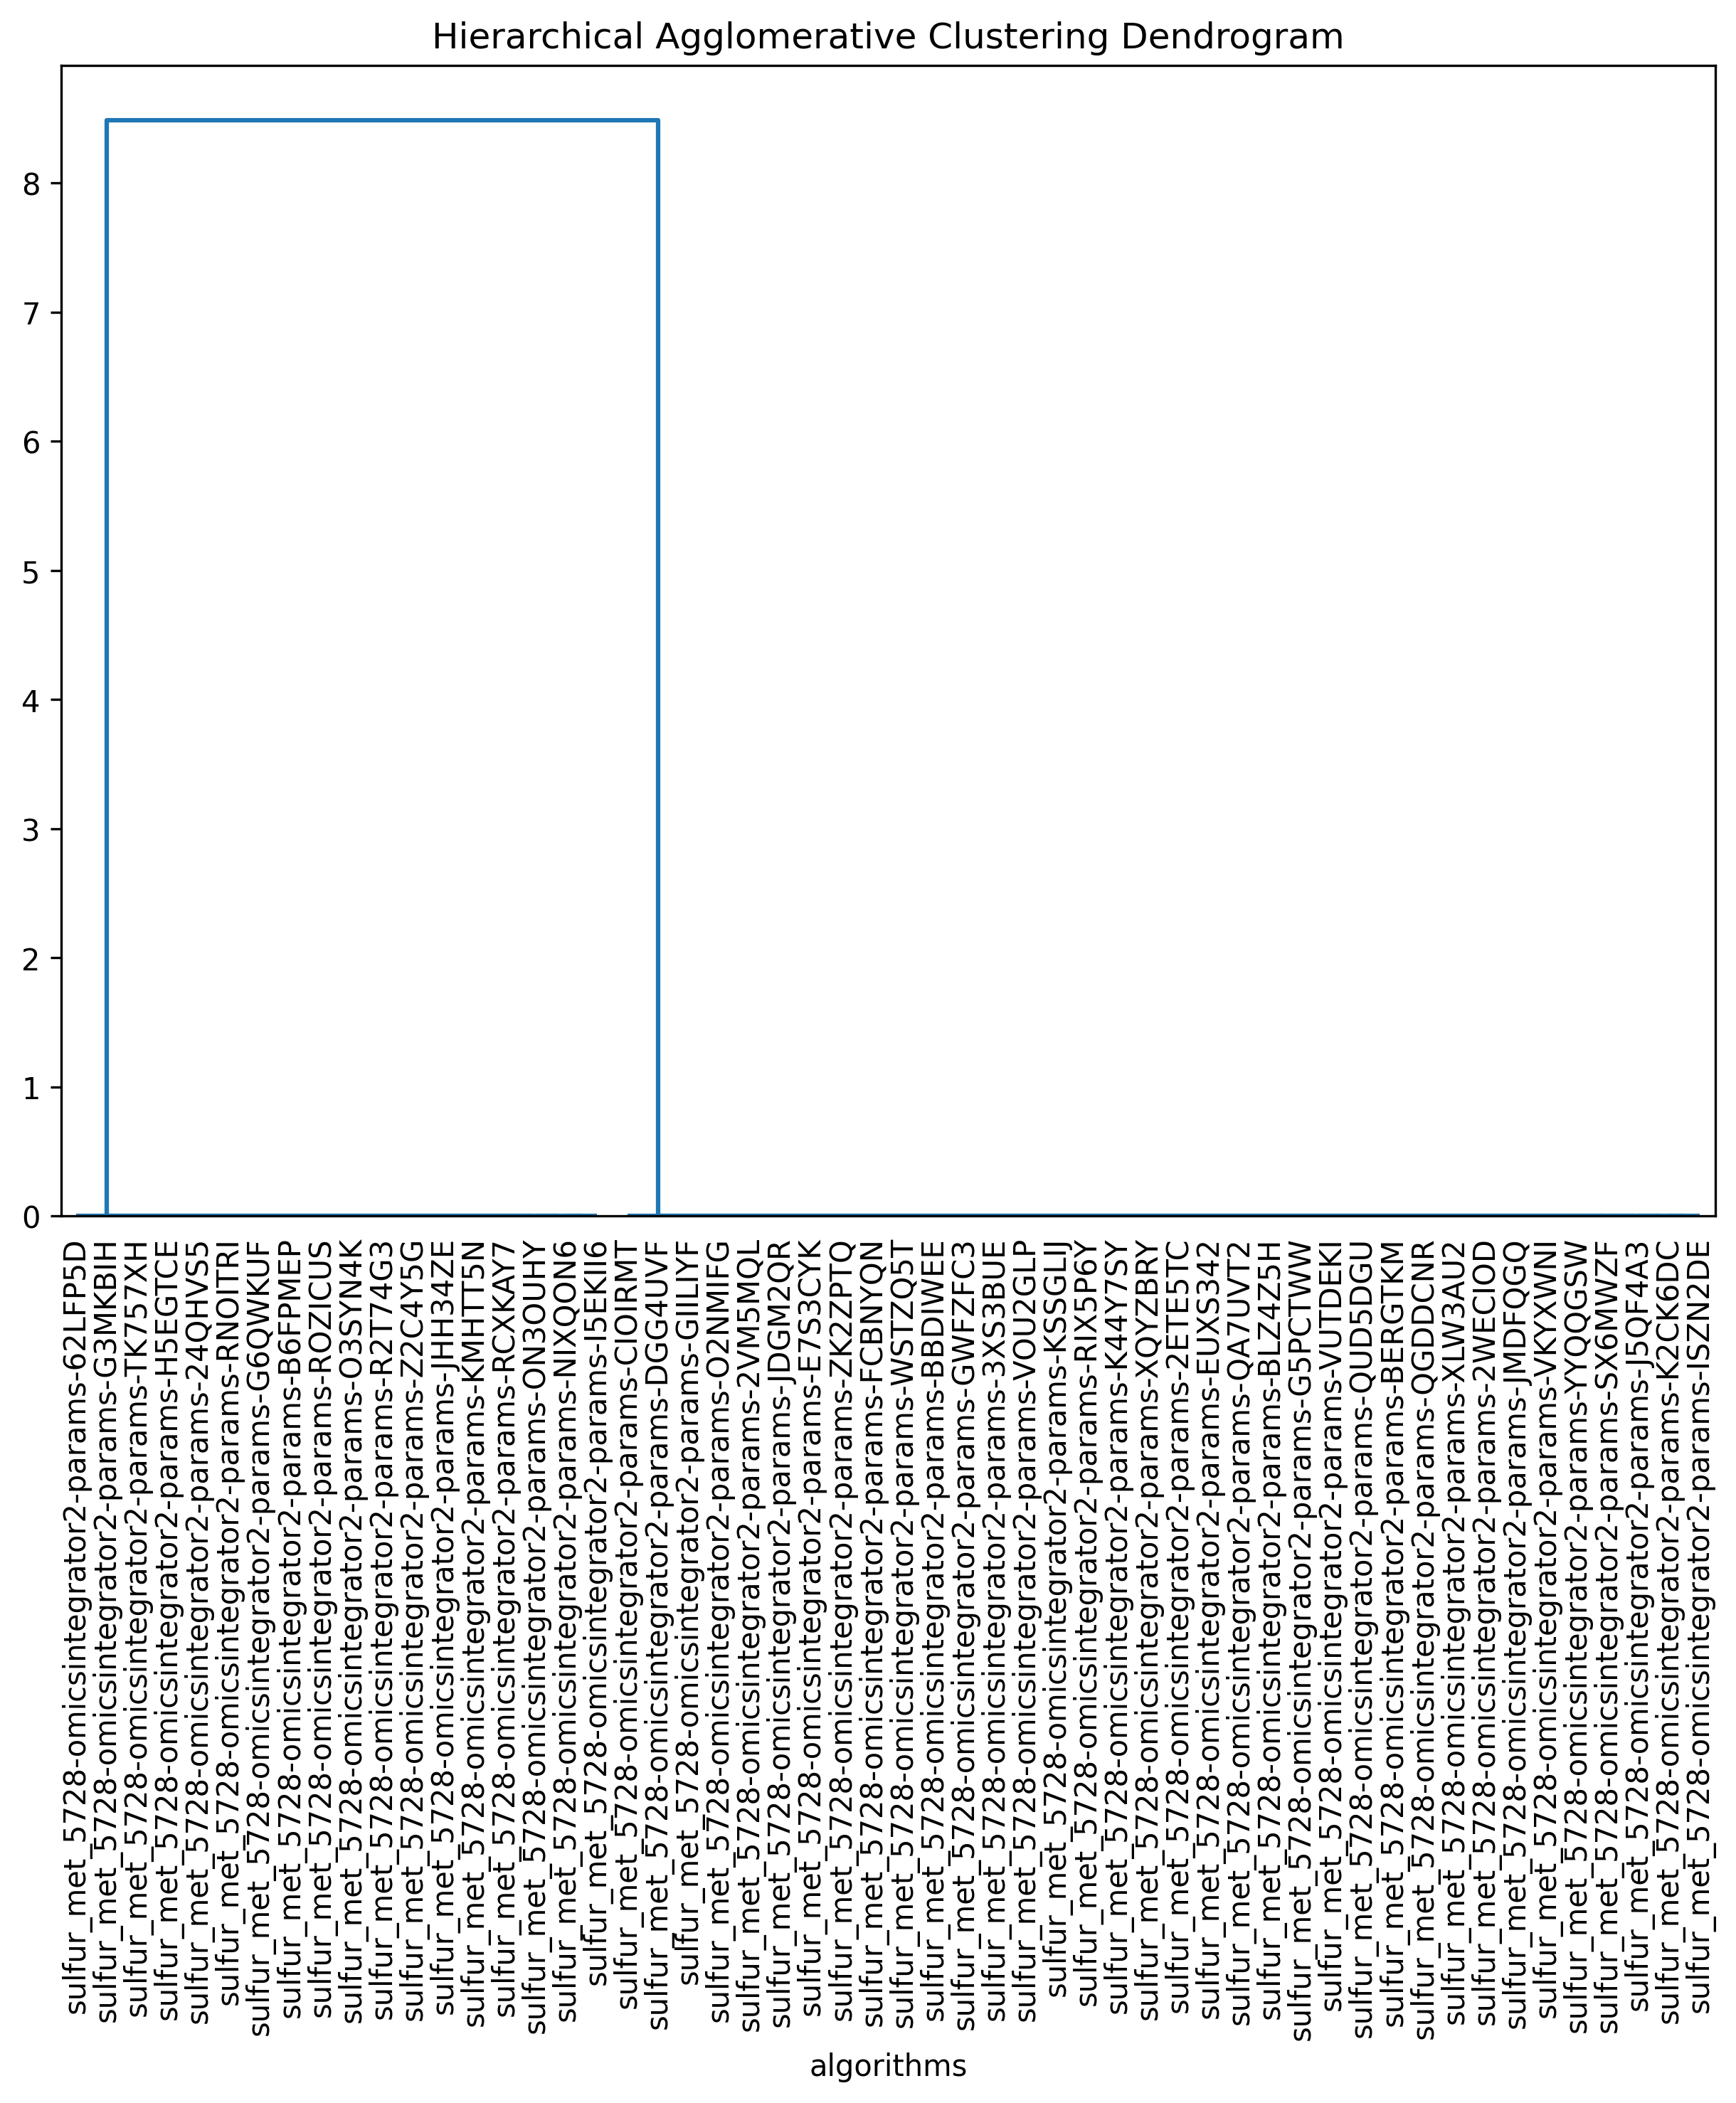 Hierarchical Agglomerative Clustering Dendrogram
8
7
6
5
4
3
2
1
0
sulfur_met_5728-omicsintegrator2-params-62LFP5D
sulfur_met_5728-omicsintegrator2-params-G3MKBIH
sulfur_met_5728-omicsintegrator2-params-TK757XH
sulfur_met_5728-omicsintegrator2-params-H5EGTCE
sulfur_met_5728-omicsintegrator2-params-24QHVS5
sulfur_met_5728-omicsintegrator2-params-RNOITRI
sulfur_met_5728-omicsintegrator2-params-G6QWKUF
sulfur_met_5728-omicsintegrator2-params-B6FPMEP
sulfur_met_5728-omicsintegrator2-params-ROZICUS
sulfur_met_5728-omicsintegrator2-params-O3SYN4K
sulfur_met_5728-omicsintegrator2-params-R2T74G3
sulfur_met_5728-omicsintegrator2-params-Z2C4Y5G
sulfur_met_5728-omicsintegrator2-params-JHH34ZE
sulfur_met_5728-omicsintegrator2-params-KMHTT5N
sulfur_met_5728-omicsintegrator2-params-RCXKAY7
sulfur_met_5728-omicsintegrator2-params-ON3OUHY
sulfur_met_5728-omicsintegrator2-params-NIXQON6
sulfur_met_5728-omicsintegrator2-params-I5EKII6
sulfur_met_5728-omicsintegrator2-params-CIOIRMT
sulfur_met_5728-omicsintegrator2-params-DGG4UVF
sulfur_met_5728-omicsintegrator2-params-GIILIYF
sulfur_met_5728-omicsintegrator2-params-O2NMIFG
sulfur_met_5728-omicsintegrator2-params-2VM5MQL
sulfur_met_5728-omicsintegrator2-params-JDGM2QR
sulfur_met_5728-omicsintegrator2-params-E7S3CYK
sulfur_met_5728-omicsintegrator2-params-ZK2ZPTQ
sulfur_met_5728-omicsintegrator2-params-FCBNYQN
sulfur_met_5728-omicsintegrator2-params-WSTZQ5T
sulfur_met_5728-omicsintegrator2-params-BBDIWEE
sulfur_met_5728-omicsintegrator2-params-GWFZFC3
sulfur_met_5728-omicsintegrator2-params-3XS3BUE
sulfur_met_5728-omicsintegrator2-params-VOU2GLP
sulfur_met_5728-omicsintegrator2-params-KSSGLIJ
sulfur_met_5728-omicsintegrator2-params-RIX5P6Y
sulfur_met_5728-omicsintegrator2-params-K44Y7SY
sulfur_met_5728-omicsintegrator2-params-XQYZBRY
sulfur_met_5728-omicsintegrator2-params-2ETE5TC
sulfur_met_5728-omicsintegrator2-params-EUXS342
sulfur_met_5728-omicsintegrator2-params-QA7UVT2
sulfur_met_5728-omicsintegrator2-params-BLZ4Z5H
sulfur_met_5728-omicsintegrator2-params-G5PCTWW
sulfur_met_5728-omicsintegrator2-params-VUTDEKI
sulfur_met_5728-omicsintegrator2-params-QUD5DGU
sulfur_met_5728-omicsintegrator2-params-BERGTKM
sulfur_met_5728-omicsintegrator2-params-QGDDCNR
sulfur_met_5728-omicsintegrator2-params-XLW3AU2
sulfur_met_5728-omicsintegrator2-params-2WECIOD
sulfur_met_5728-omicsintegrator2-params-JMDFQGQ
sulfur_met_5728-omicsintegrator2-params-VKYXWNI
sulfur_met_5728-omicsintegrator2-params-YYQQGSW
sulfur_met_5728-omicsintegrator2-params-SX6MWZF
sulfur_met_5728-omicsintegrator2-params-J5QF4A3
sulfur_met_5728-omicsintegrator2-params-K2CK6DC
sulfur_met_5728-omicsintegrator2-params-ISZN2DE
algorithms